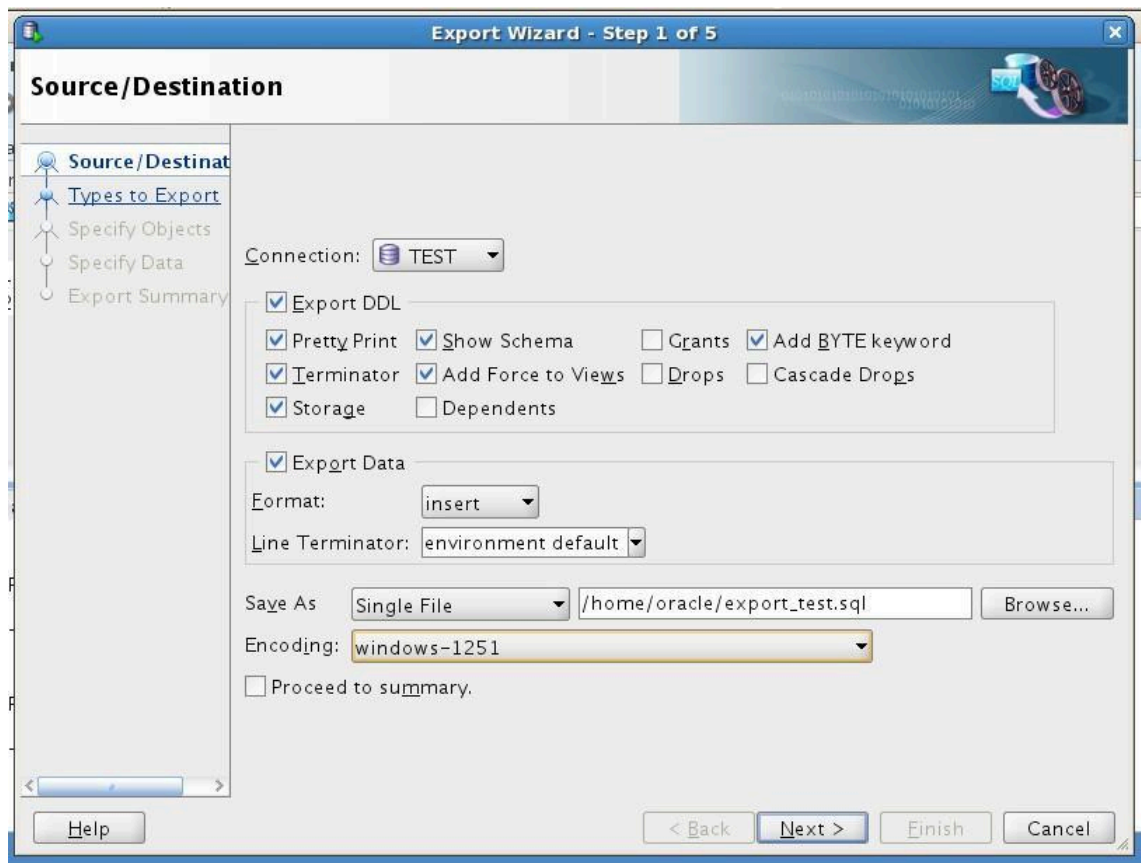 Export Wizard - Step 1 of 5
Source/Destination
SQL
Source/Destinat
Types to Export
Specify Objects
Specify Data
Export Summary
Connection: TEST
Export DDL
Pretty Print Show Schema Grants Add BYTE keyword
Terminator Add Force to Views Drops Cascade Drops
Storage Dependents
Export Data
Format: insert
Line Terminator: environment default
Save As Single File /home/oracle/export_test.sql Browse...
Encoding: windows-1251
Proceed to summary.
Help < Back Next > Finish Cancel